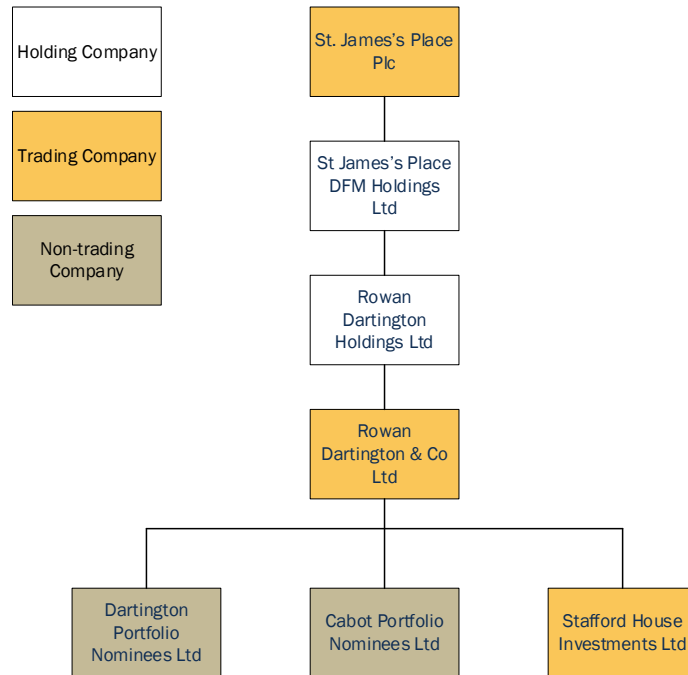 Holding Company
Trading Company
Non-trading
Company
St. James’s Place
Plc
St James’s Place
DFM Holdings
Ltd
Rowan
Dartington
Holdings Ltd
Rowan
Dartington & Co
Ltd
Dartington
Portfolio
Nominees Ltd
Cabot Portfolio
Nominees Ltd
Stafford House
Investments Ltd